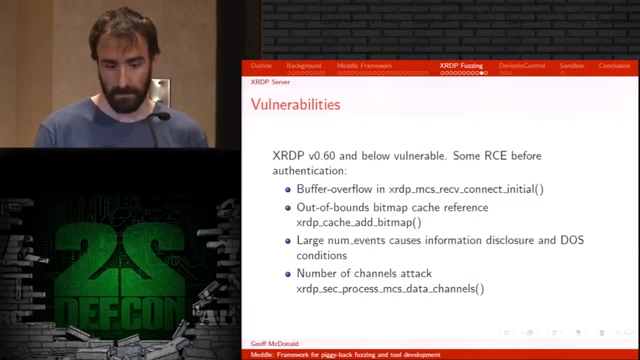 Outline Background Meddle Framework XRDP Fuzzing DeviceIoControl Sandbox Conclusion
XRDP Server
Vulnerabilities
XRDP v0.60 and below vulnerable. Some RCE before
authentication:
Buffer-overflow in xrdp_mcs_recv_connect_initial()
Out-of-bounds bitmap cache reference
xrdp_cache_add_bitmap()
Large num_events causes information disclosure and DOS
conditions
Number of channels attack
xrdp_sec_process_mcs_data_channels()
Geoff McDonald
Meddle: Framework for piggy-back fuzzing and tool development
22
DEFCON